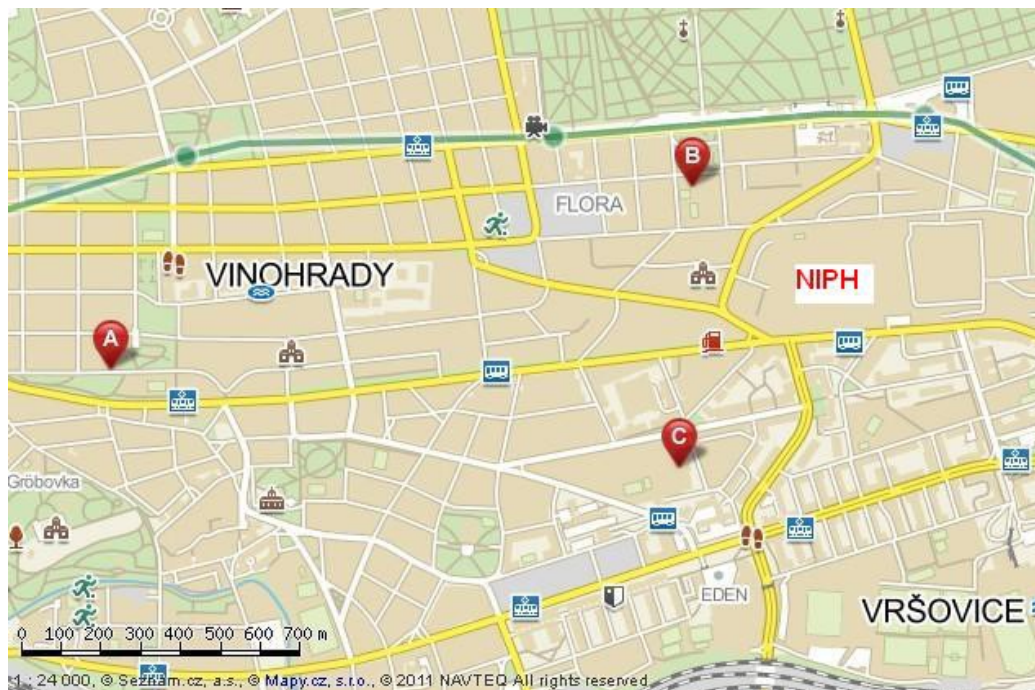 B
FLORA
VINOHRADY
NIPH
A
C
Gröbovka
EDEN
VRŠOVICE
0 100 200 300 400 500 600 700 m
1 : 24 000, © Seznam.cz, a.s., © Mapy.cz, s.r.o., © 2011 NAVTEQ All rights reserved.